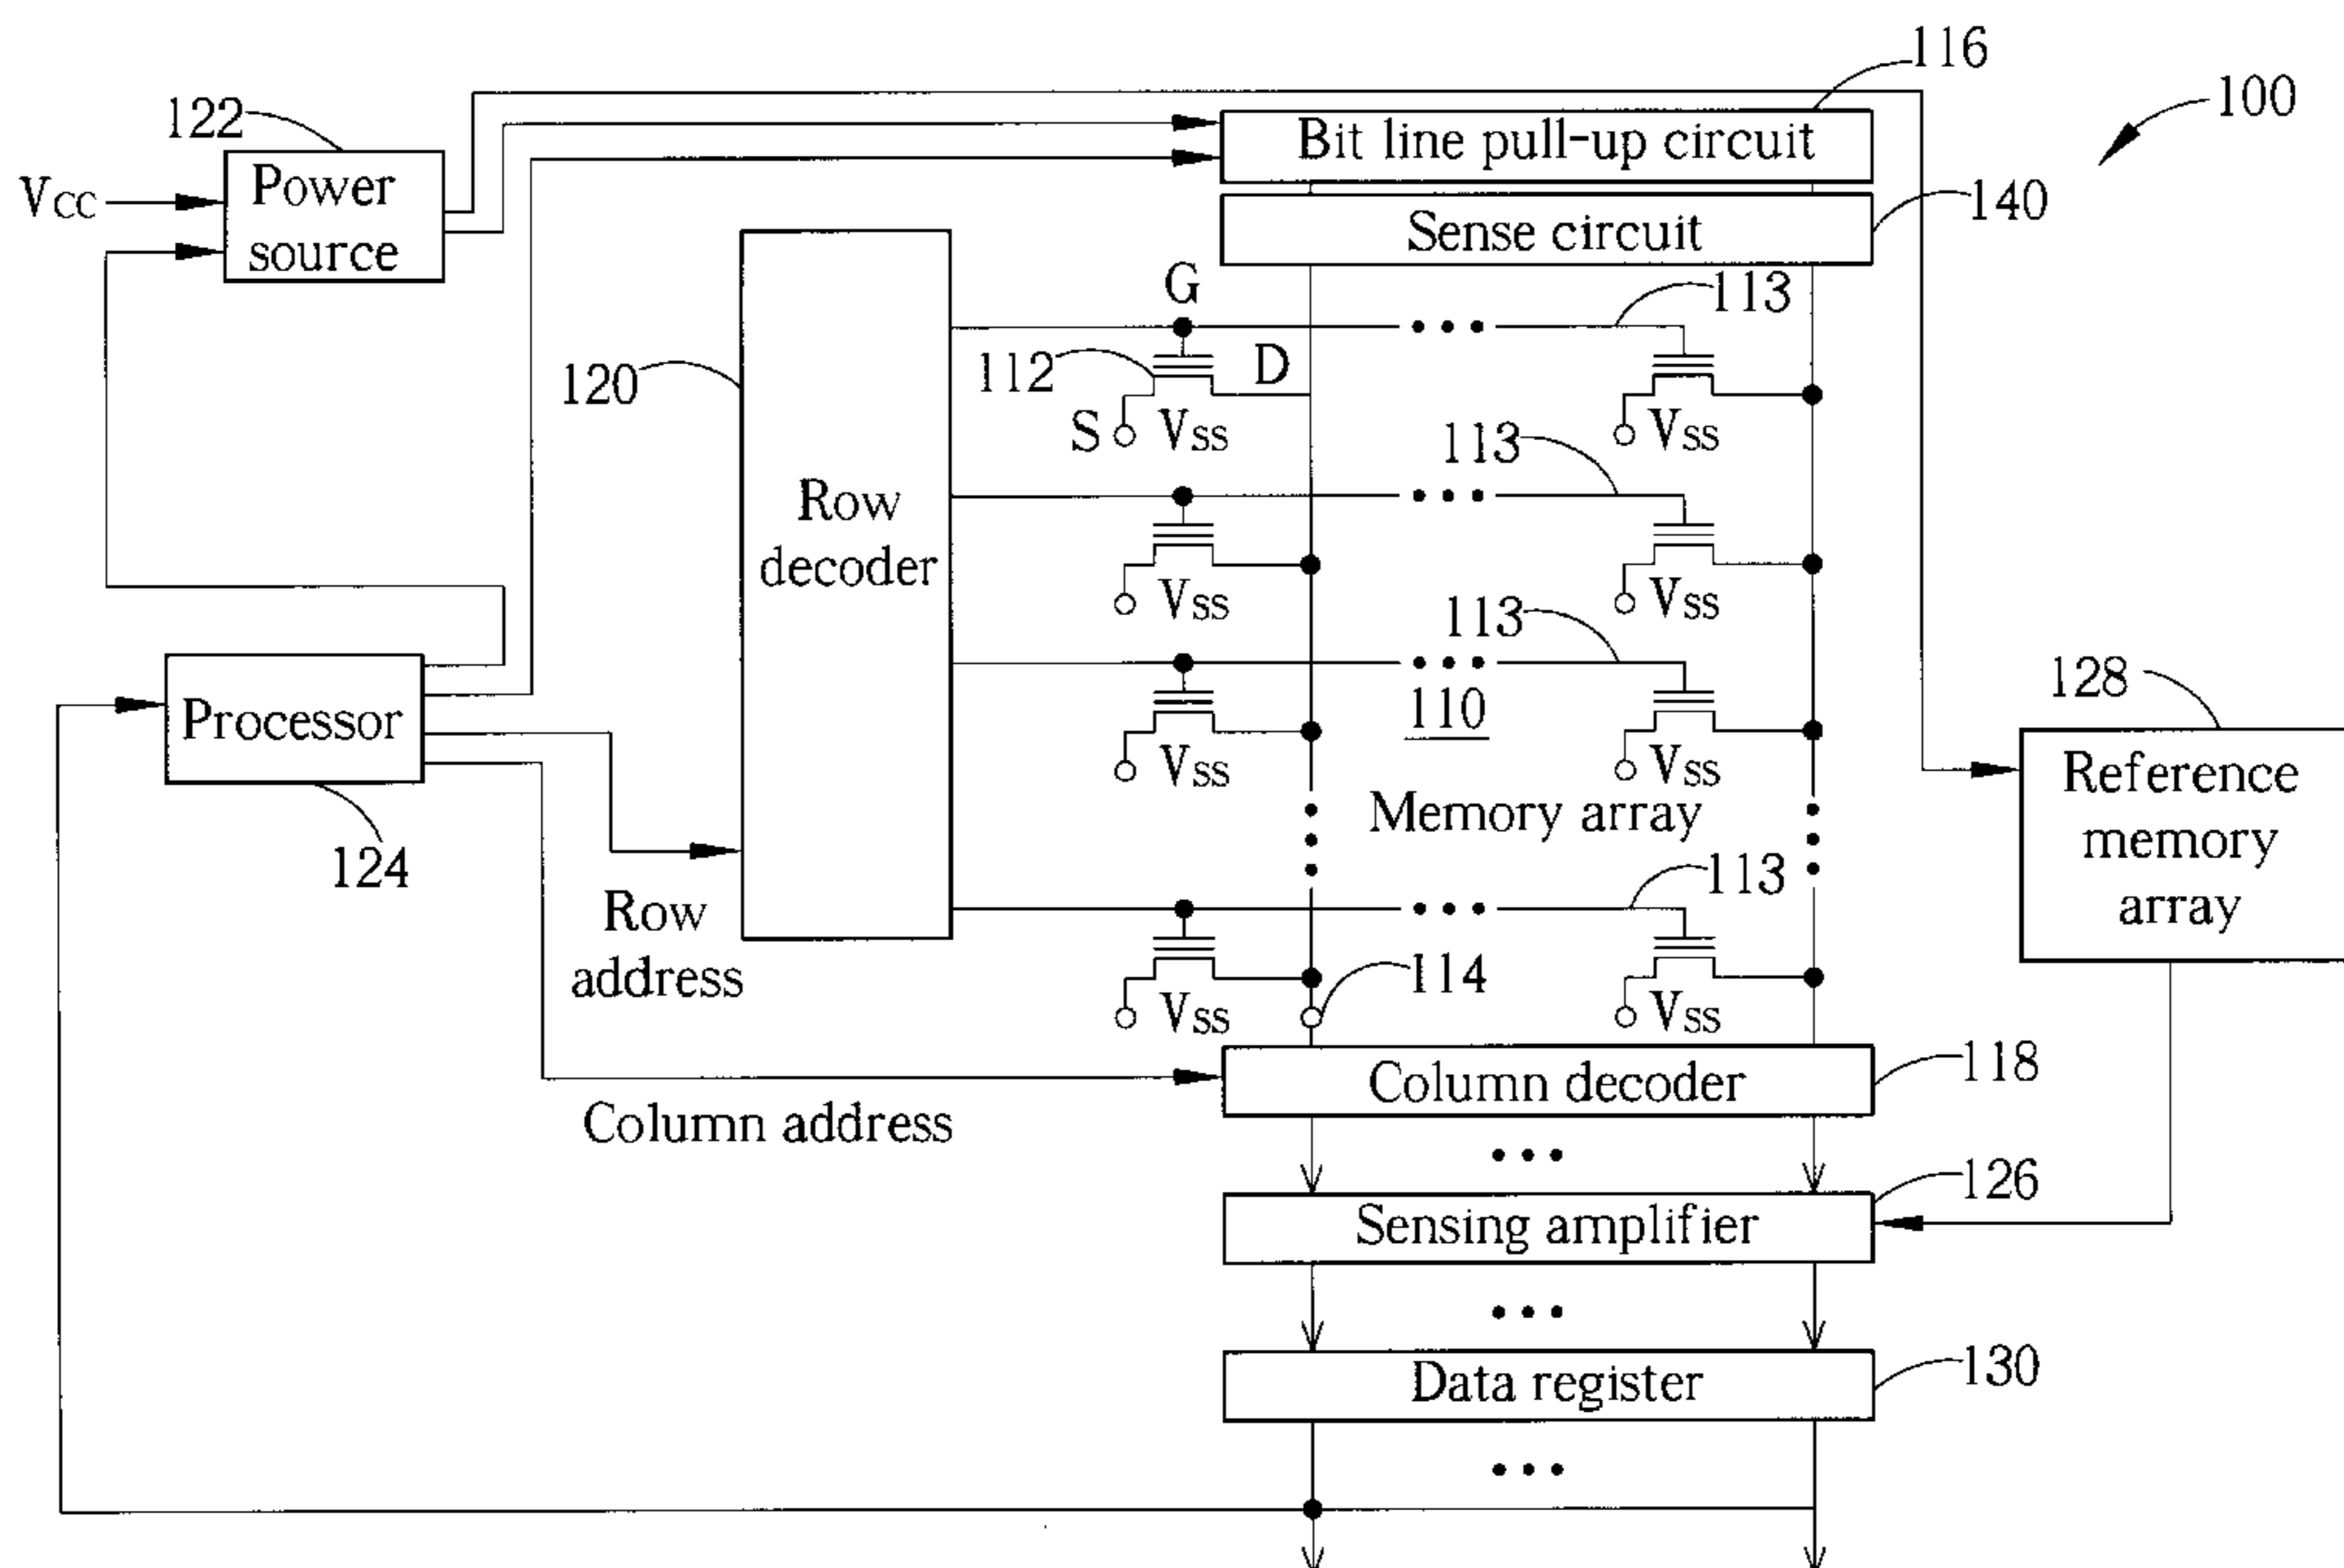 116
100
122
Bit line pull-up circuit
Power
source
VCC
140
Sense circuit
G
113
120
112
D
S
VSS
VSS
113
Row
decoder
VSS
VSS
113
128
Processor
110
VSS
VSS
Reference
memory
array
Memory array
124
113
Row
address
114
VSS
VSS
118
Column decoder
Column address
126
Sensing amplifier
130
Data register